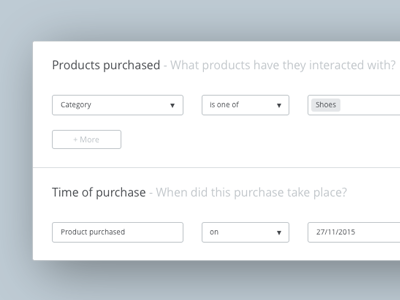 Products purchased - What products have they interacted with?
Category ▼ is one of ▼ Shoes
+ More
Time of purchase - When did this purchase take place?
Product purchased on ▼ 27/11/2015